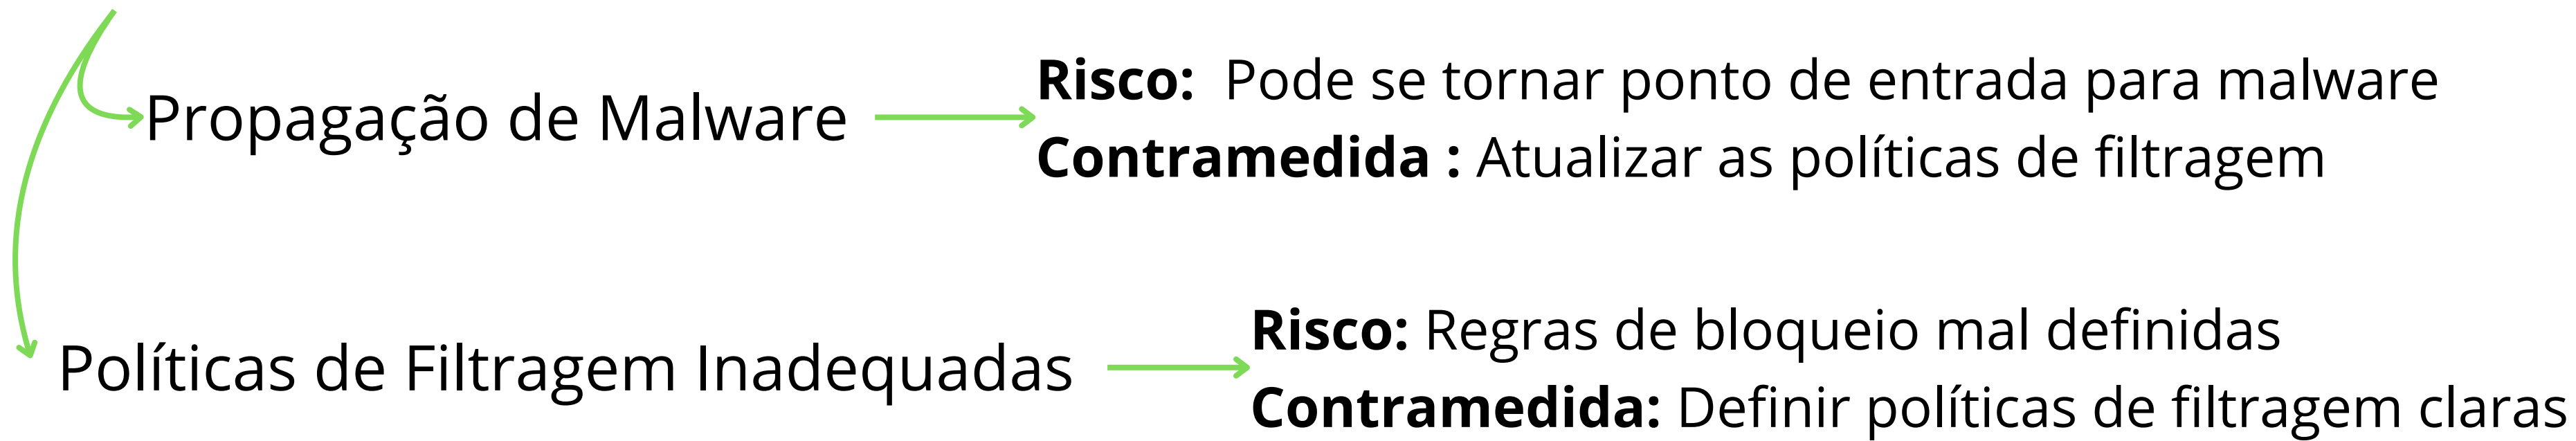 Propagação de Malware
Risco: Pode se tornar ponto de entrada para malware
Contramedida : Atualizar as políticas de filtragem
Políticas de Filtragem Inadequadas
Risco: Regras de bloqueio mal definidas
Contramedida: Definir políticas de filtragem claras